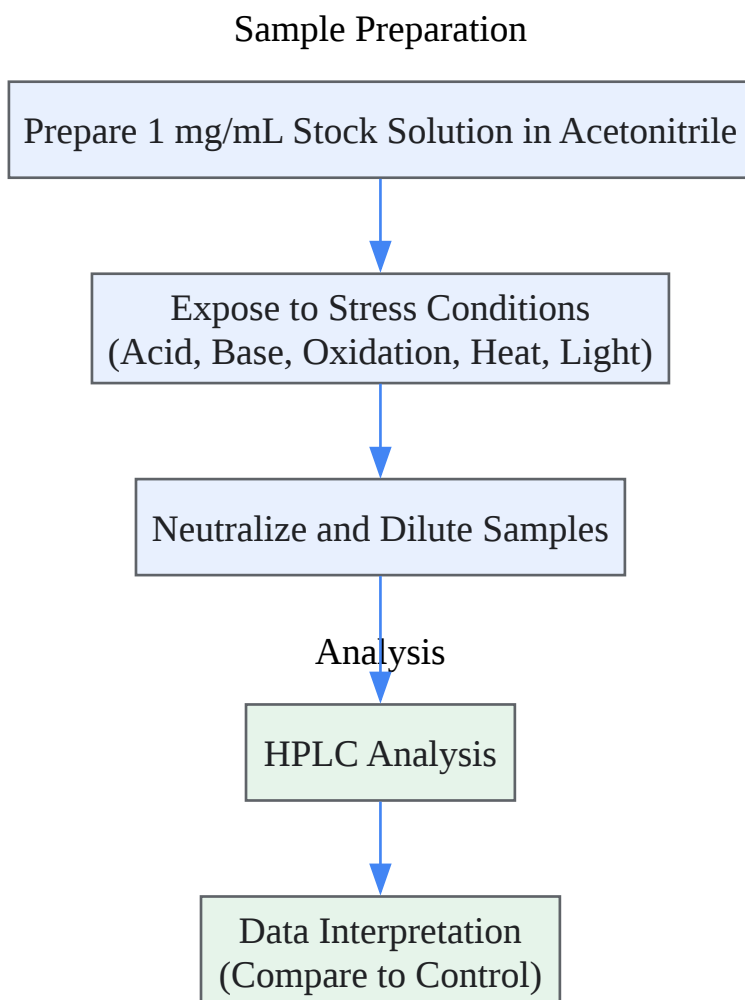 Sample Preparation
Prepare 1 mg/mL Stock Solution in Acetonitrile
Expose to Stress Conditions
(Acid, Base, Oxidation, Heat, Light)
Neutralize and Dilute Samples
Analysis
HPLC Analysis
Data Interpretation
(Compare to Control)